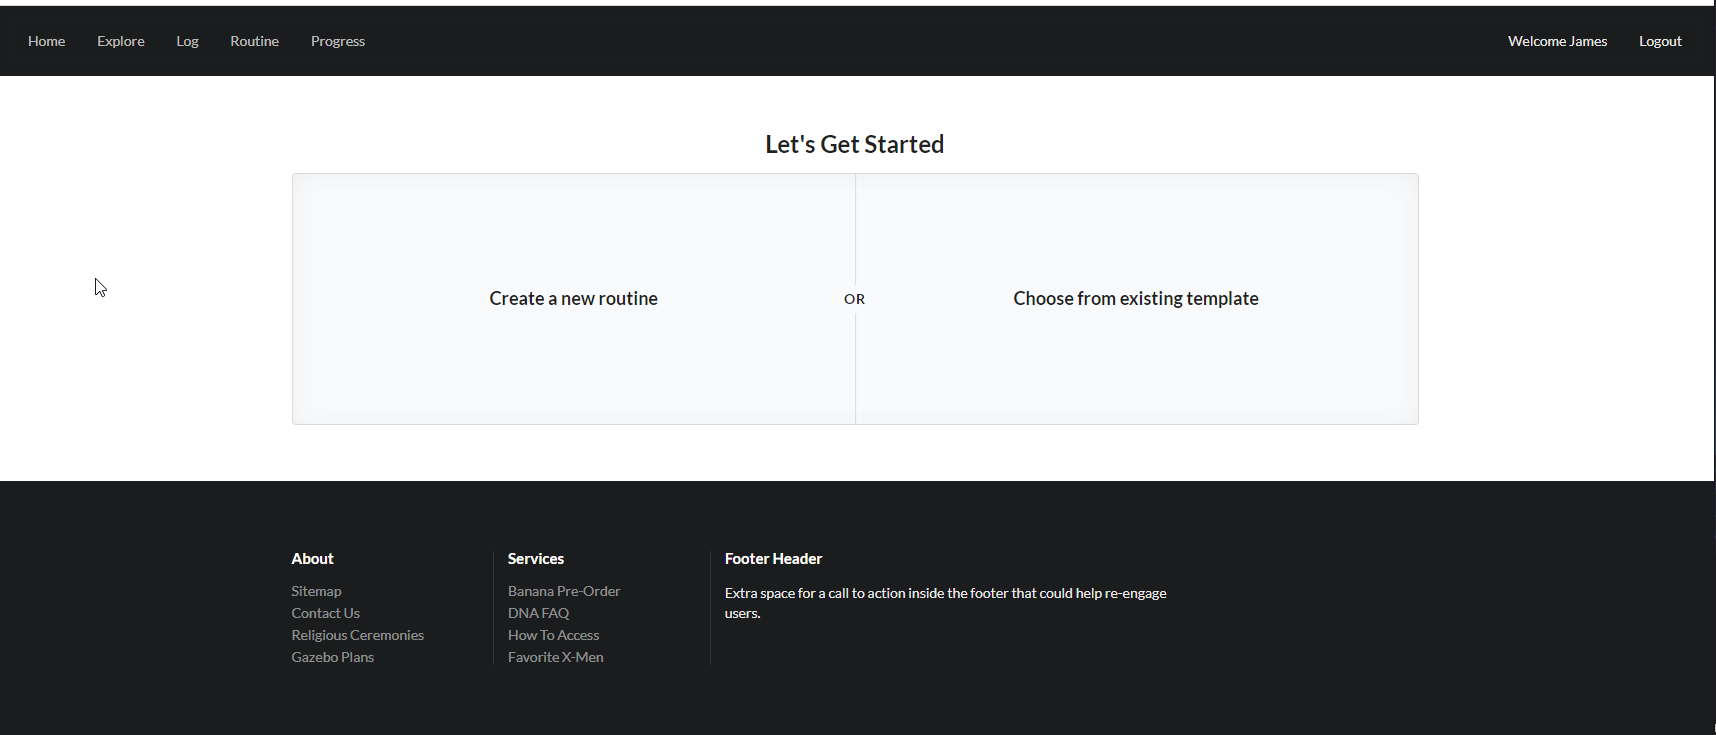 Home Explore Log Routine Progress Welcome James Logout
Let's Get Started
Create a new routine OR Choose from existing template
About
Sitemap
Contact Us
Religious Ceremonies
Gazebo Plans
Services
Banana Pre-Order
DNA FAQ
How To Access
Favorite X-Men
Footer Header
Extra space for a call to action inside the footer that could help re-engage
users.